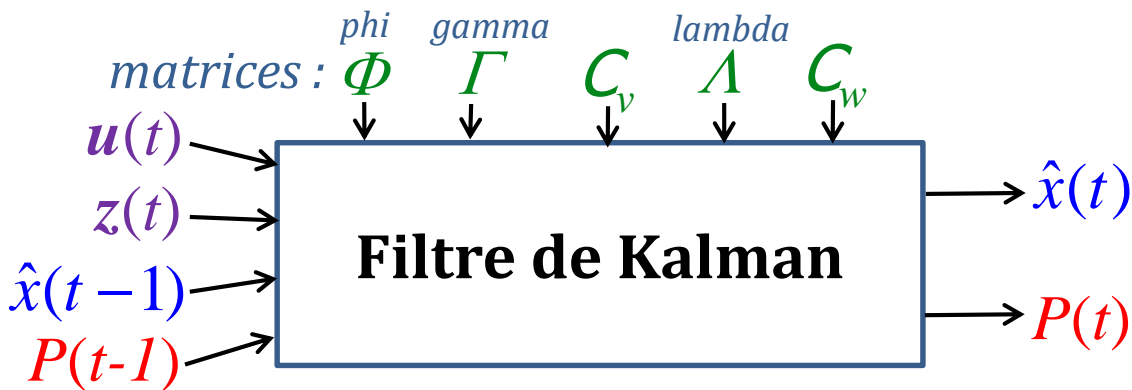 phi gamma lambda
matrices : Φ Γ C_v Λ C_w
u(t)
z(t)
x̂(t − 1)
P(t-1)
Filtre de Kalman
x̂(t)
P(t)